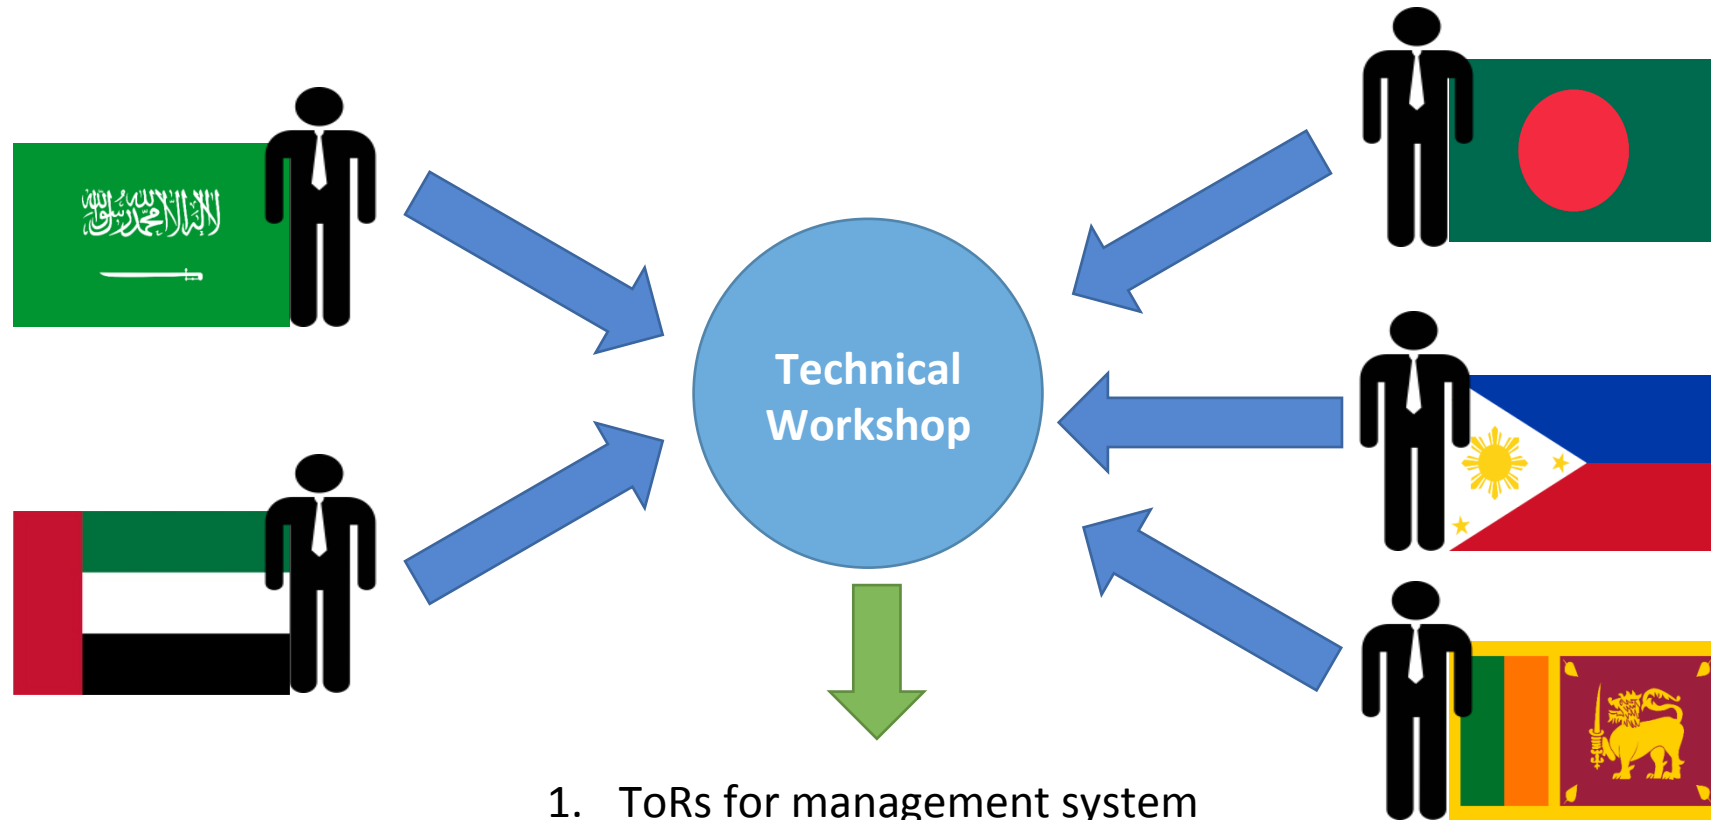 لا إله إلا الله محمد رسول الله
Technical
Workshop
1. ToRs for management system